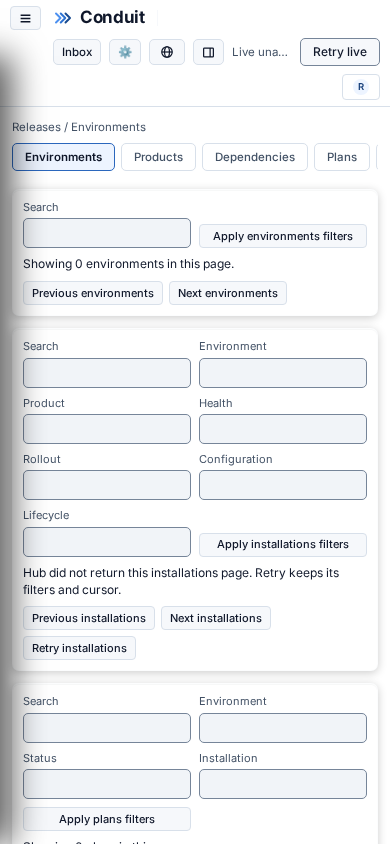 Conduit
Inbox
Live una...
Retry live
R
Releases / Environments
Environments
Products
Dependencies
Plans
Search
Apply environments filters
Showing 0 environments in this page.
Previous environments
Next environments
Search
Environment
Product
Health
Rollout
Configuration
Lifecycle
Apply installations filters
Hub did not return this installations page. Retry keeps its
filters and cursor.
Previous installations
Next installations
Retry installations
Search
Environment
Status
Installation
Apply plans filters